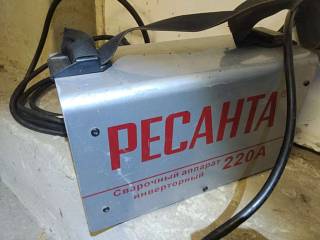 РЕСАНТА
Сварочный аппарат
инверторный 220А